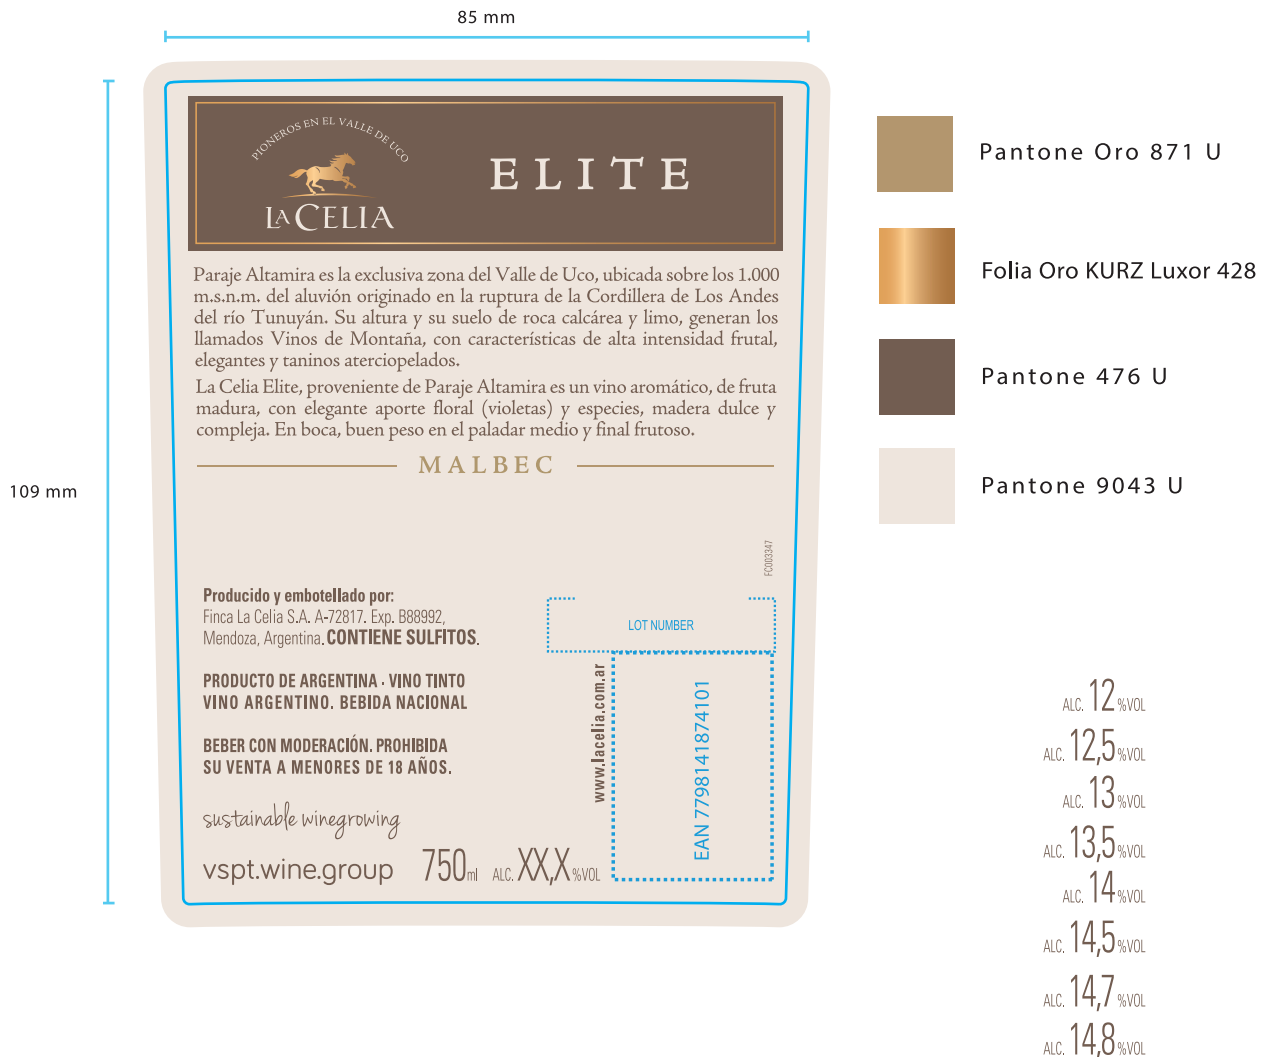 85 mm
109 mm
PIONEROS EN EL VALLE DE UCO
LA CELIA
ELITE
Paraje Altamira es la exclusiva zona del Valle de Uco, ubicada sobre los 1.000
m.s.n.m. del aluvión originado en la ruptura de la Cordillera de Los Andes
del río Tunuyán. Su altura y su suelo de roca calcárea y limo, generan los
llamados Vinos de Montaña, con características de alta intensidad frutal,
elegantes y taninos aterciopelados.
La Celia Elite, proveniente de Paraje Altamira es un vino aromático, de fruta
madura, con elegante aporte floral (violetas) y especies, madera dulce y
compleja. En boca, buen peso en el paladar medio y final frutoso.
MALBEC
FC003347
Producido y embotellado por:
Finca La Celia S.A. A-72817. Exp. B88992,
Mendoza, Argentina. CONTIENE SULFITOS.
PRODUCTO DE ARGENTINA · VINO TINTO
VINO ARGENTINO. BEBIDA NACIONAL
BEBER CON MODERACIÓN. PROHIBIDA
SU VENTA A MENORES DE 18 AÑOS.
sustainable winegrowing
vspt.wine.group
750 ml
ALC. XX,X %VOL
LOT NUMBER
www.lacelia.com.ar
EAN 7798141874101
Pantone Oro 871 U
Folia Oro KURZ Luxor 428
Pantone 476 U
Pantone 9043 U
ALC. 12 %VOL
ALC. 12,5 %VOL
ALC. 13 %VOL
ALC. 13,5 %VOL
ALC. 14 %VOL
ALC. 14,5 %VOL
ALC. 14,7 %VOL
ALC. 14,8 %VOL